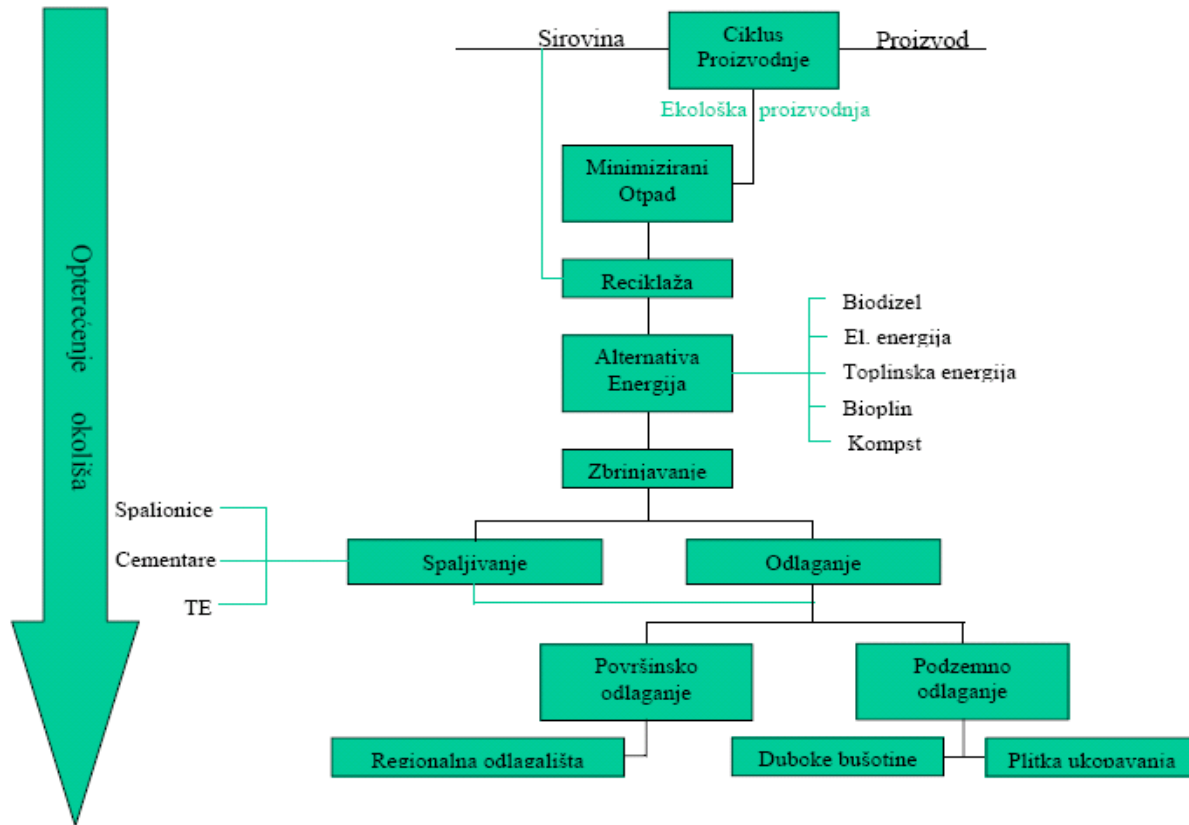 Sirovina
Ciklus
Proizvodnje
Proizvod
Ekološka proizvodnja
Minimizirani
Otpad
Reciklaža
Alternativa
Energija
Biodizel
El. energija
Toplinska energija
Bioplin
Kompst
Zbrinjavanje
Opterećenje okoliša
Spalionice
Cementare
TE
Spaljivanje
Odlaganje
Površinsko
odlaganje
Podzemno
odlaganje
Regionalna odlagališta
Duboke bušotine
Plitka ukopavanja